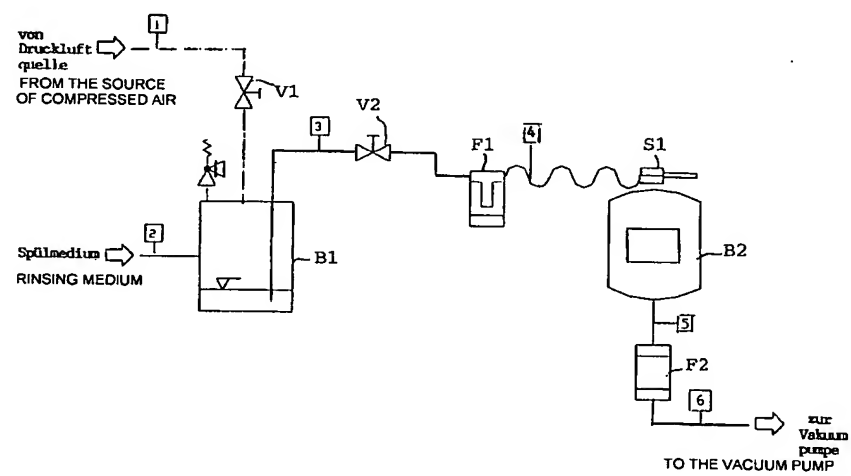 1
von
Druckluft
quelle
FROM THE SOURCE
OF COMPRESSED AIR
V1
V2
3
4
F1
S1
2
Spülmedium
RINSING MEDIUM
B1
B2
5
F2
6
zur
Vakuum
pumpe
TO THE VACUUM PUMP